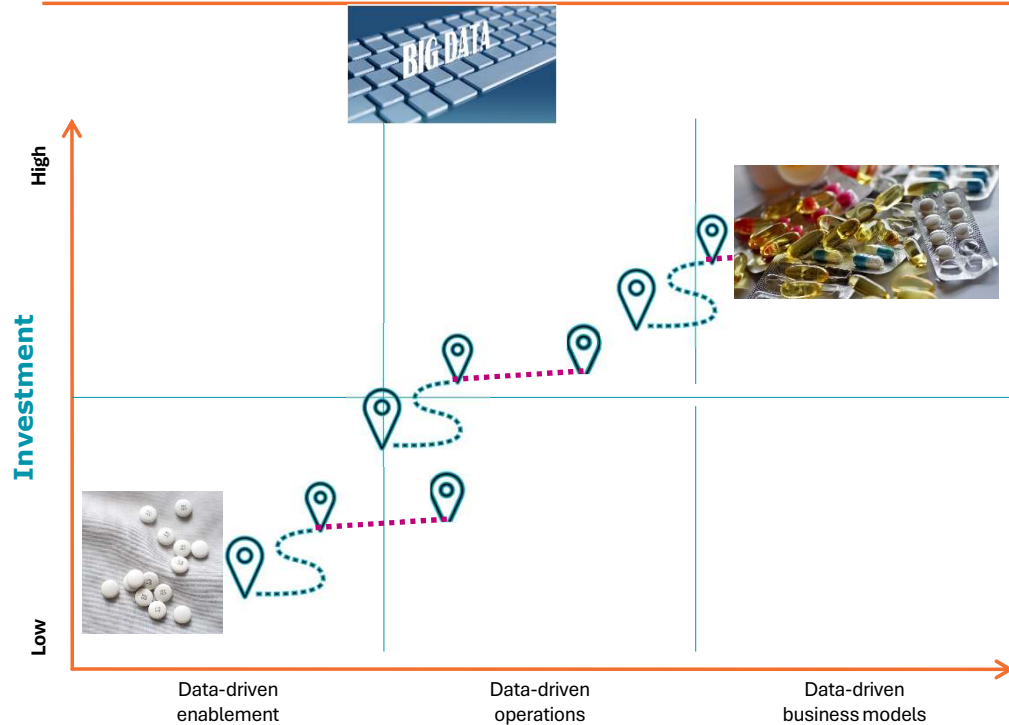 BIG DATA
High
Investment
Low
Data-driven
enablement
Data-driven
operations
Data-driven
business models